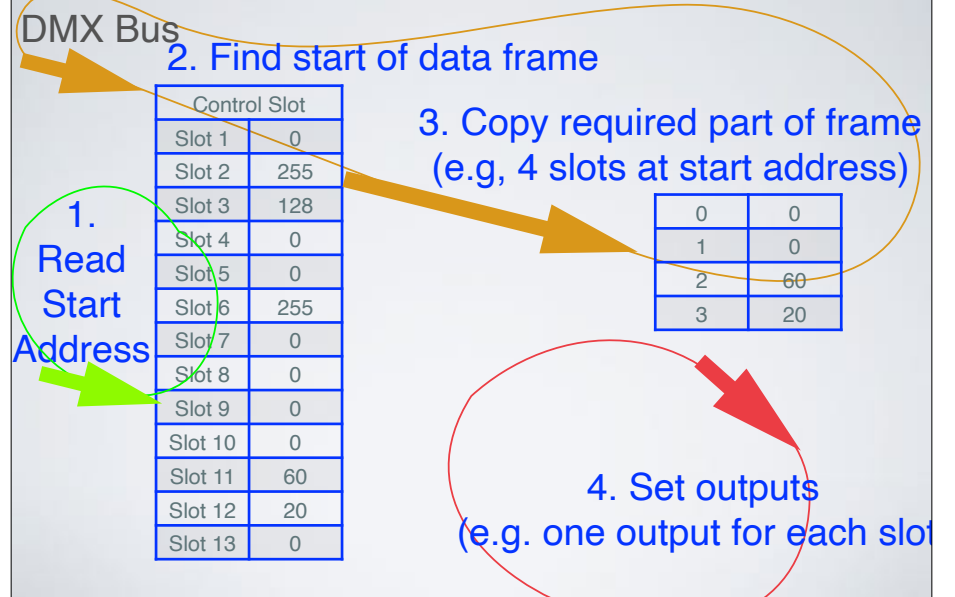 DMX Bus
2. Find start of data frame
Control Slot
Slot 1 0
Slot 2 255
Slot 3 128
Slot 4 0
Slot 5 0
Slot 6 255
Slot 7 0
Slot 8 0
Slot 9 0
Slot 10 0
Slot 11 60
Slot 12 20
Slot 13 0
1.
Read
Start
Address
3. Copy required part of frame
(e.g, 4 slots at start address)
0 0
1 0
2 60
3 20
4. Set outputs
(e.g. one output for each slot